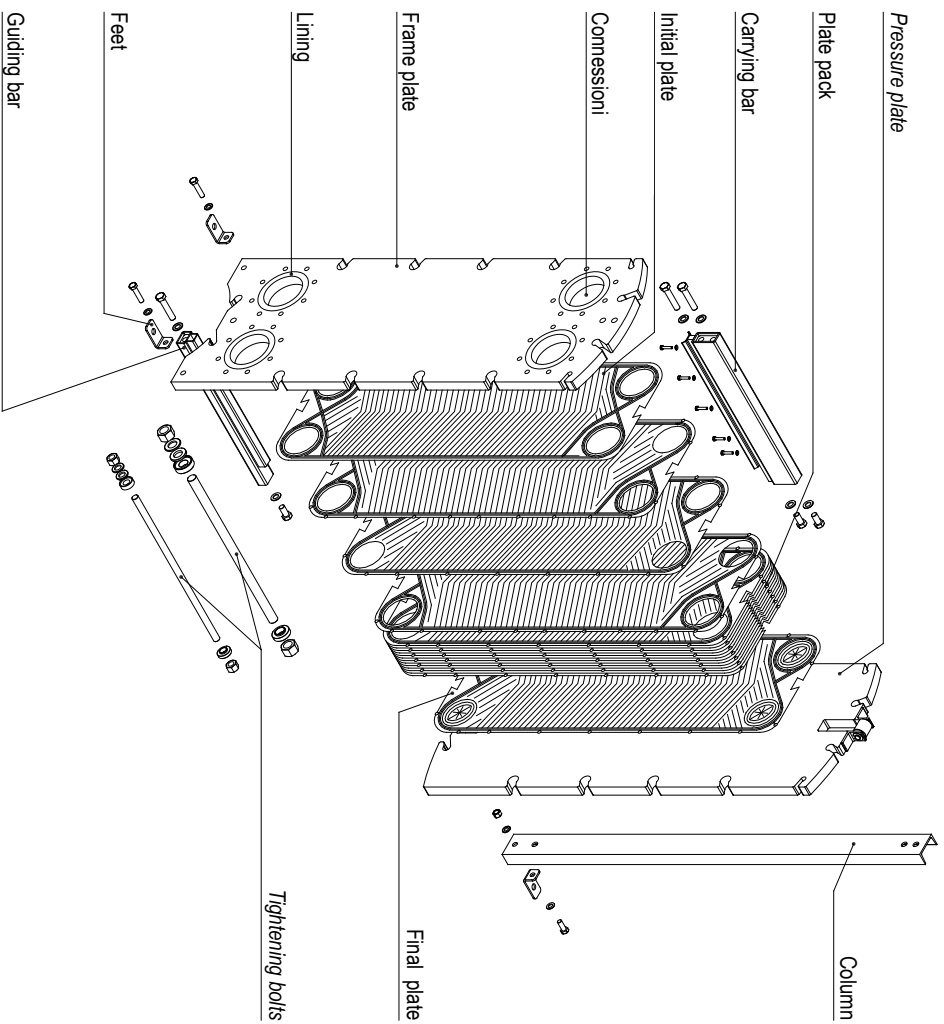 Pressure plate
Plate pack
Carrying bar
Initial plate
Connessioni
Frame plate
Lining
Feet
Guiding bar
Column
Final plate
Tightening bolts